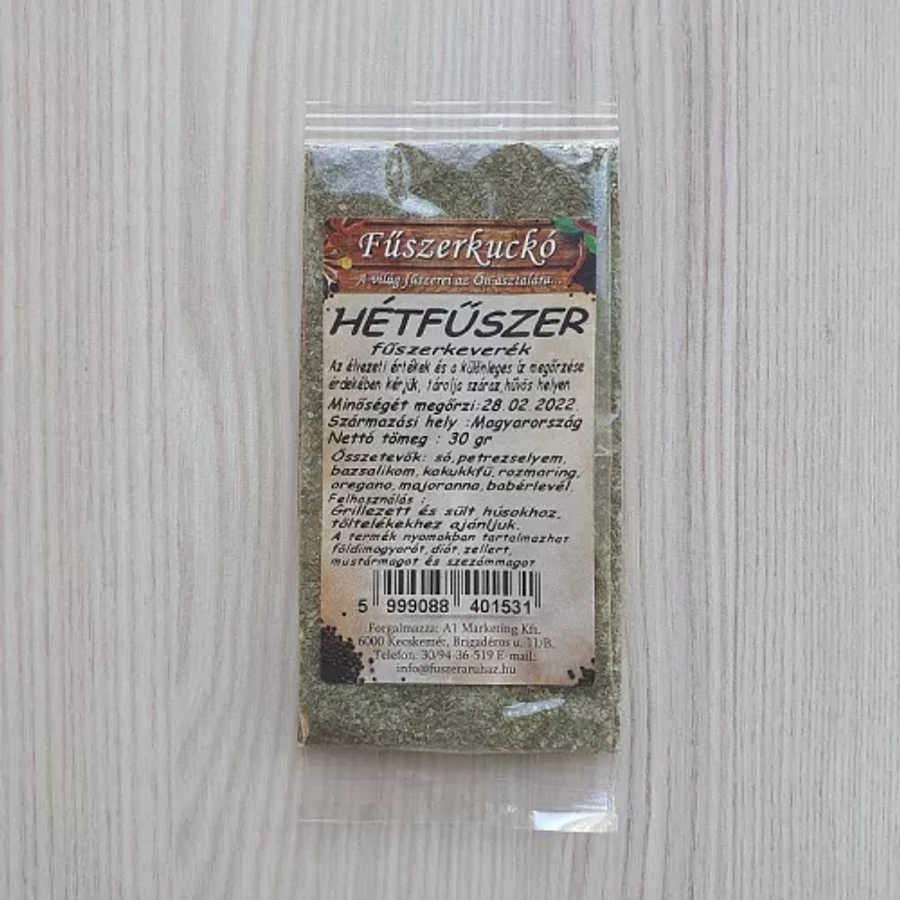 Fűszerkuckó
A világ fűszerei az Ön asztalára...
HÉTFŰSZER
fűszerkeverék
Az élvezeti értékek és a különleges íz megőrzése
érdekében kérjük, tárolja száraz, hűvös helyen
Minőségét megőrzi:28.02.2022.
Származási hely :Magyarország
Nettó tömeg : 30 gr
Összetevők: só,petrezselyem,
bazsalikom,kakukkfű,rozmaring,
oregano,majoranna,babérlevél.
Felhasználás :
Grillezett és sült húsokhoz,
töltelékekhez ajánljuk.
A termék nyomokban tartalmazhat
földimogyorót,diót,zellert,
mustármagot és szezámmagot
5 999088 401531
Forgalmazza: A1 Marketing Kft.
6000 Kecskemét, Brigadéros u. 11/B.
Telefon: 30/94-36-519 E-mail:
info@fuszeraruhaz.hu